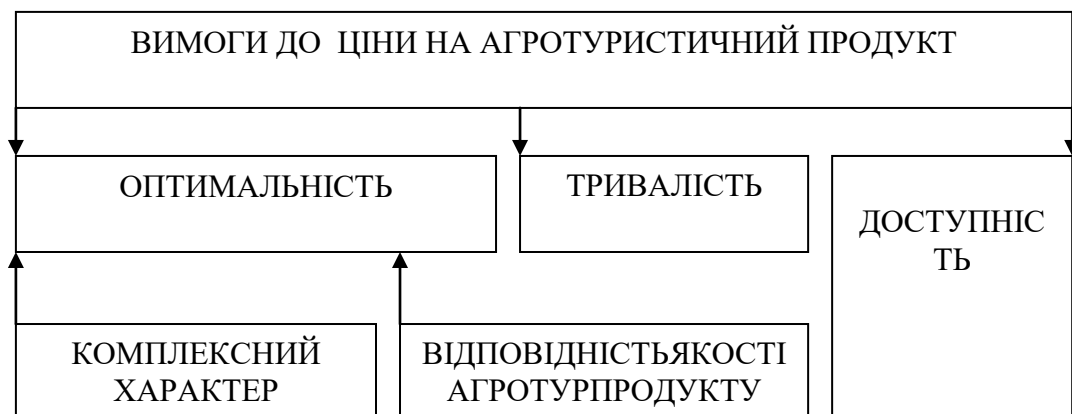 ВИМОГИ ДО ЦІНИ НА АГРОТУРИСТИЧНИЙ ПРОДУКТ
ОПТИМАЛЬНІСТЬ
ТРИВАЛІСТЬ
ДОСТУПНІС
ТЬ
КОМПЛЕКСНИЙ
ХАРАКТЕР
ВІДПОВІДНІСТЬЯКОСТІ
АГРОТУРПРОДУКТУ